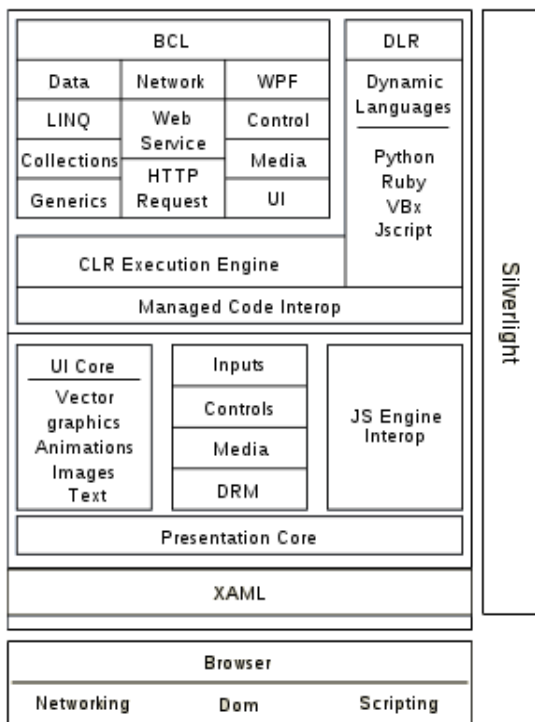 BCL
Data
Network
WPF
LINQ
Web
Service
Control
Collections
HTTP
Request
Media
Generics
UI
DLR
Dynamic
Languages
Python
Ruby
VBx
Jscript
CLR Execution Engine
Managed Code Interop
UI Core
Vector
graphics
Animations
Images
Text
Inputs
Controls
Media
DRM
JS Engine
Interop
Presentation Core
XAML
Silverlight
Browser
Networking
Dom
Scripting